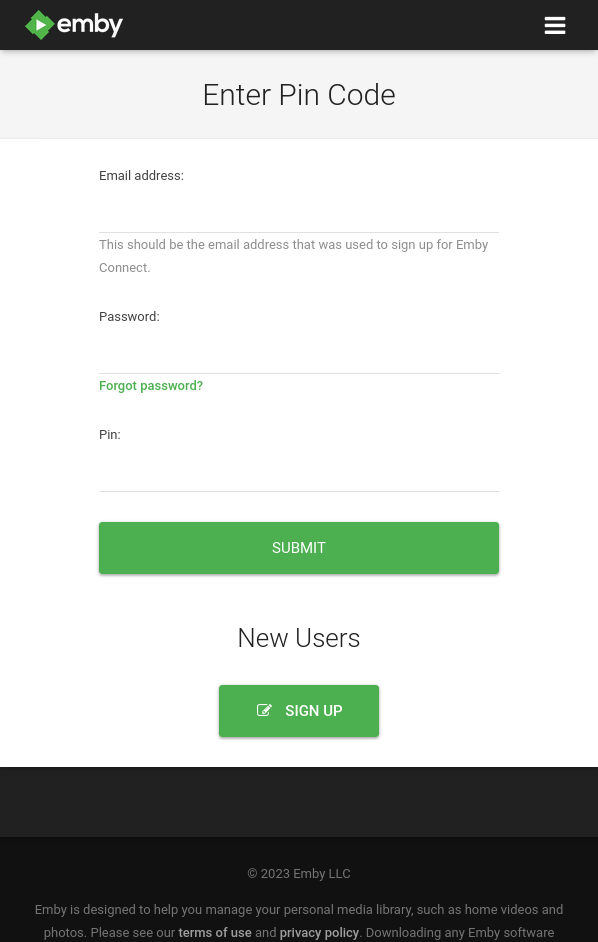 emby
Enter Pin Code
Email address:
This should be the email address that was used to sign up for Emby
Connect.
Password:
Forgot password?
Pin:
SUBMIT
New Users
SIGN UP
© 2023 Emby LLC
Emby is designed to help you manage your personal media library, such as home videos and
photos. Please see our terms of use and privacy policy. Downloading any Emby software